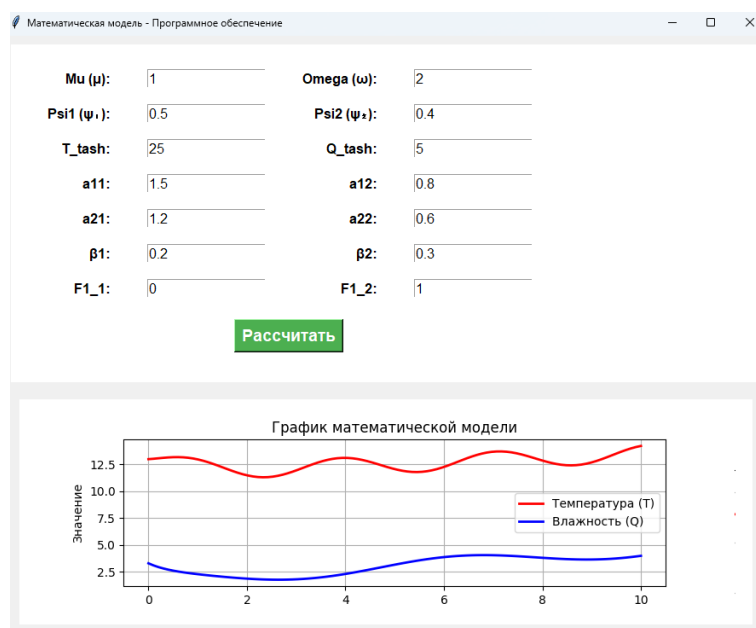 Математическая модель - Программное обеспечение
Mu (μ): 1 Omega (ω): 2
Psi1 (ψ₁): 0.5 Psi2 (ψ₂): 0.4
T_tash: 25 Q_tash: 5
a11: 1.5 a12: 0.8
a21: 1.2 a22: 0.6
β1: 0.2 β2: 0.3
F1_1: 0 F1_2: 1
Рассчитать
График математической модели
Значение
12.5
10.0
7.5
5.0
2.5
Температура (T)
Влажность (Q)
0 2 4 6 8 10